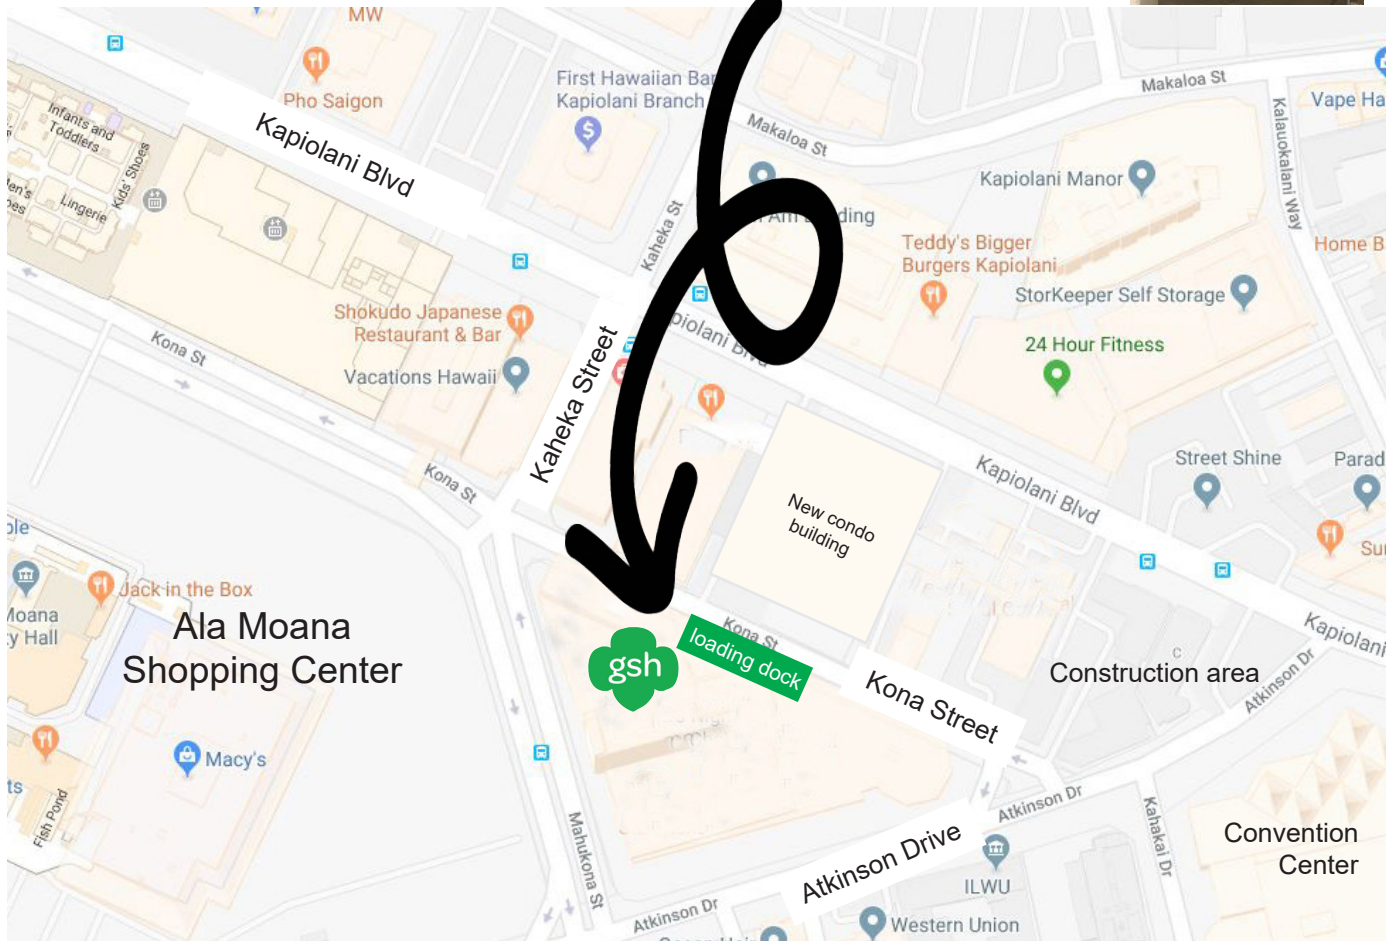 MW
Pho Saigon
First Hawaiian Ba
Kapiolani Branch
Makaloa St
Vape Ha
Infants and
Toddlers
Kids' Shoes
Lingerie
Kapiolani Blvd
Makaloa St
Kalauokalani Way
Kapiolani Manor
Kaheka St
Teddy's Bigger
Burgers Kapiolani
Home B
StorKeeper Self Storage
Shokudo Japanese
Restaurant & Bar
Kona St
24 Hour Fitness
Vacations Hawaii
Kaheka Street
Kona St
Kapiolani Blvd
Street Shine
Parad
New condo
building
Jack in the Box
Ala Moana
Shopping Center
gsh
Kona St
loading dock
Kona Street
Construction area
Kapiolani
Atkinson Dr
Macy's
Fish Pond
Mahukona St
Atkinson Dr
Kahakai Dr
Convention
Center
Atkinson Drive
ILWU
Atkinson Dr
Western Union